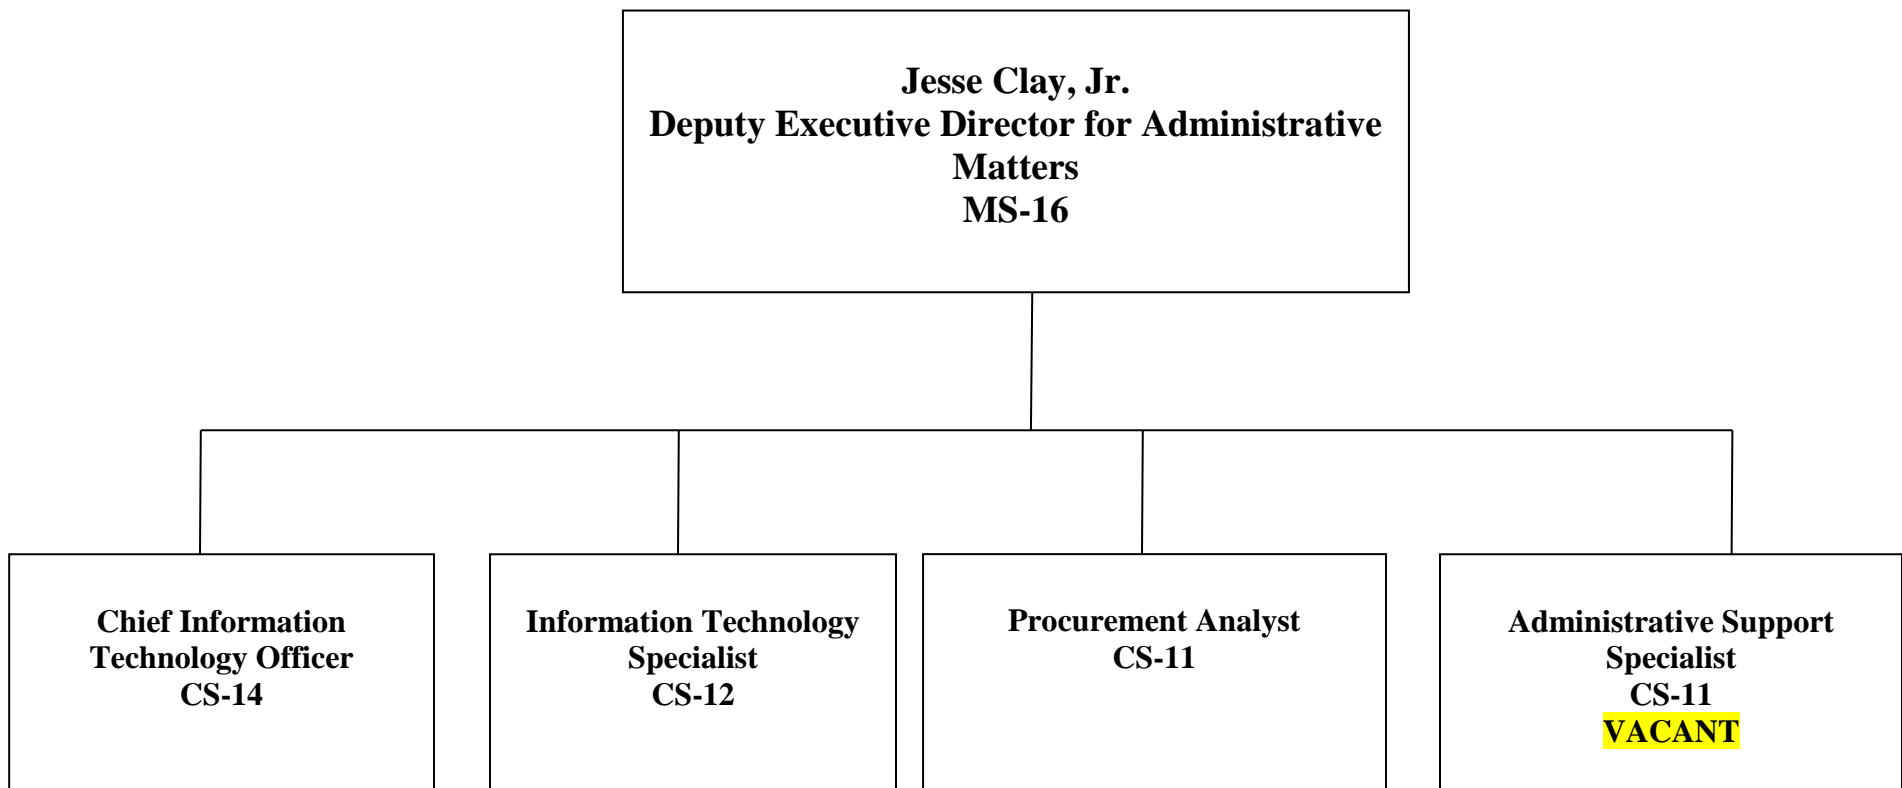 Jesse Clay, Jr.
Deputy Executive Director for Administrative
Matters
MS-16
Chief Information
Technology Officer
CS-14
Information Technology
Specialist
CS-12
Procurement Analyst
CS-11
Administrative Support
Specialist
CS-11
VACANT